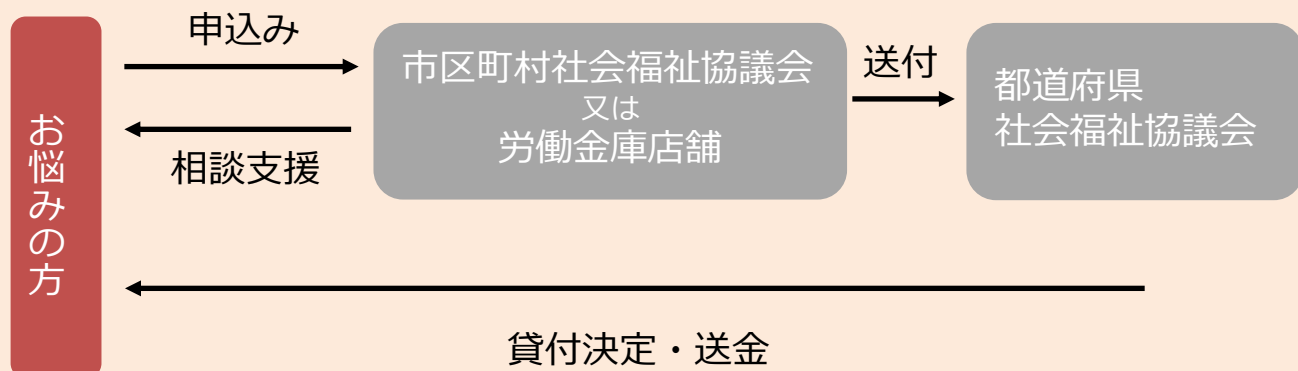 お悩みの方
申込み
相談支援
市区町村社会福祉協議会
又は
労働金庫店舗
送付
都道府県
社会福祉協議会
貸付決定・送金